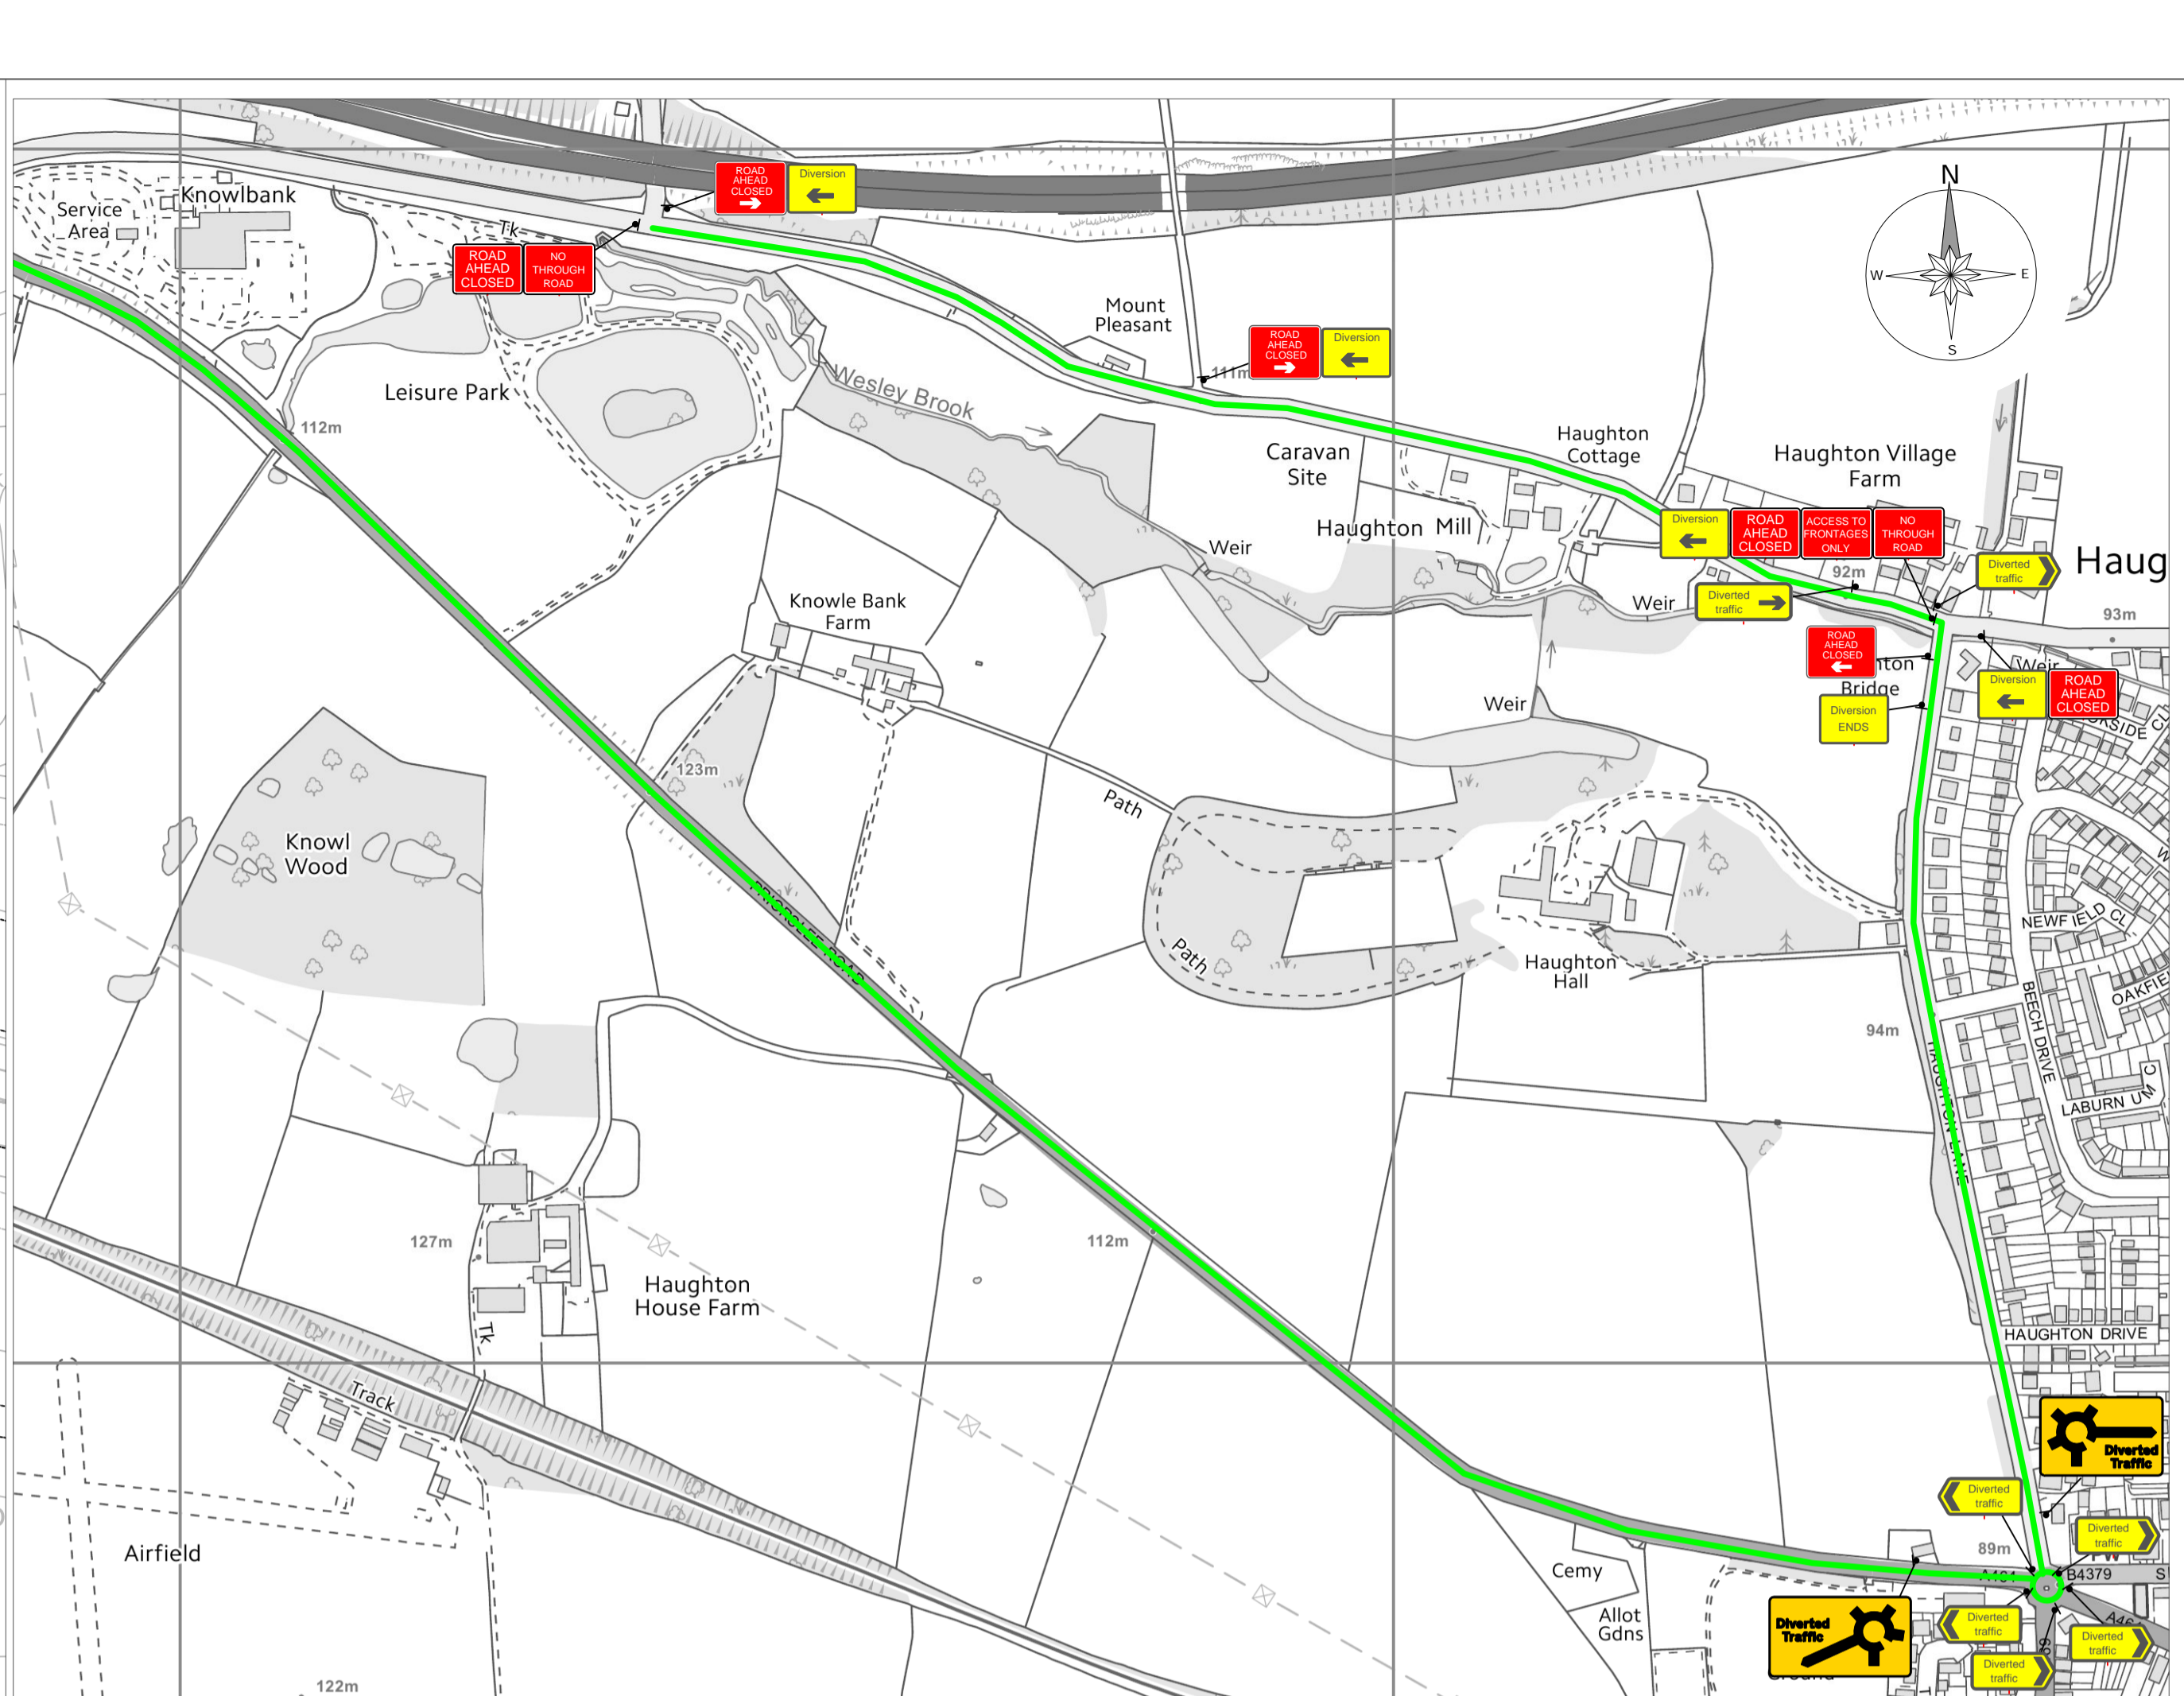 Knowlbank
Service
Area
Tk
ROAD
AHEAD
CLOSED
Diversion
ROAD
AHEAD
CLOSED
NO
THROUGH
ROAD
N
W
E
S
Mount
Pleasant
111m
ROAD
AHEAD
CLOSED
Diversion
Leisure Park
Wesley Brook
112m
Caravan
Site
Haughton
Cottage
Haughton Village
Farm
Haughton Mill
Weir
Diversion
ROAD
AHEAD
CLOSED
ACCESS TO
FRONTAGES
ONLY
NO
THROUGH
ROAD
Diverted
traffic
Haug
92m
Diverted
traffic
Weir
93m
Knowle Bank
Farm
ROAD
AHEAD
CLOSED
nton
Bridge
Weir
Diversion
ROAD
AHEAD
CLOSED
Weir
Diversion
ENDS
123m
Path
Knowl
Wood
PRIORSLEE ROAD
Path
Haughton
Hall
NEWFIELD CL
BEECH DRIVE
OAKFIE
94m
HAUGHTON LANE
LABURNUM C
127m
112m
Haughton
House Farm
Tk
HAUGHTON DRIVE
Track
Diverted
Traffic
Diverted
traffic
Diverted
traffic
Airfield
89m
Cemy
A464
B4379
S
Allot
Gdns
Diverted
Traffic
Diverted
traffic
Diverted
traffic
Diverted
traffic
122m